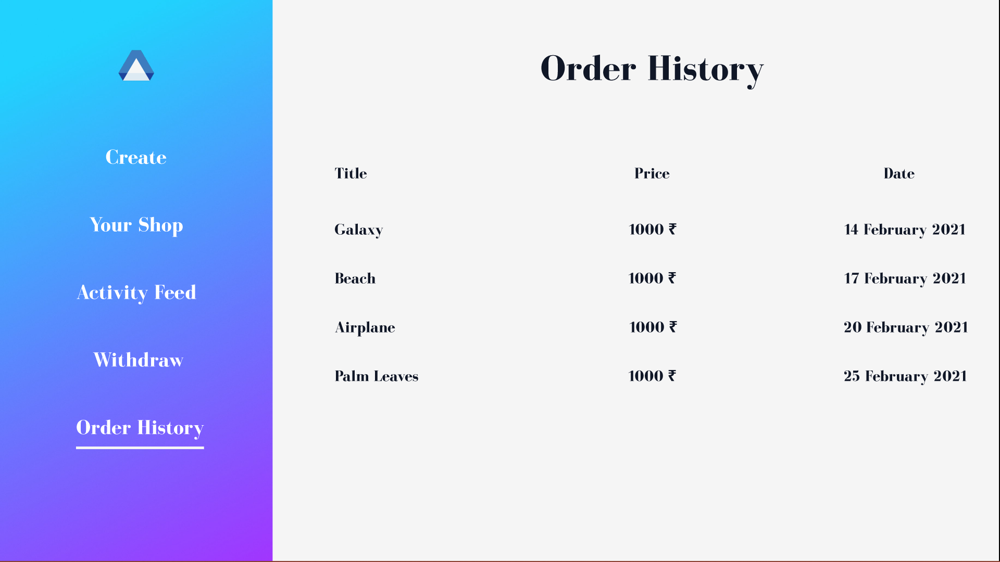 Create
Your Shop
Activity Feed
Withdraw
Order History
Order History
Title Price Date
Galaxy 1000 ₹ 14 February 2021
Beach 1000 ₹ 17 February 2021
Airplane 1000 ₹ 20 February 2021
Palm Leaves 1000 ₹ 25 February 2021